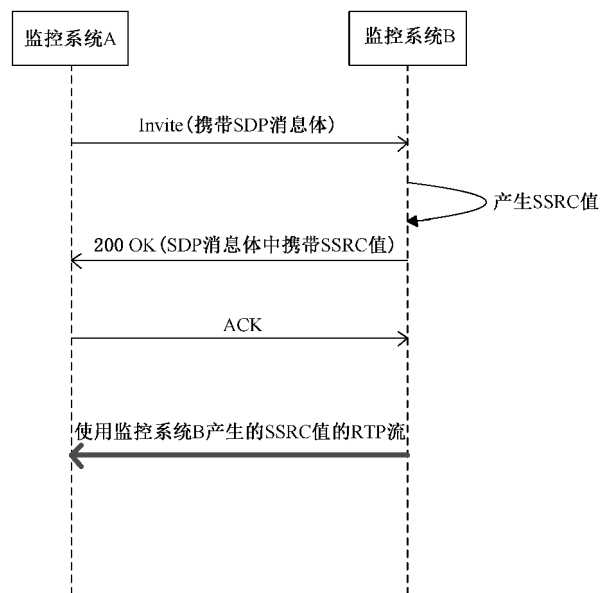 监控系统A
监控系统B
Invite(携带SDP消息体)
产生SSRC值
200 OK(SDP消息体中携带SSRC值)
ACK
使用监控系统B产生的SSRC值的RTP流